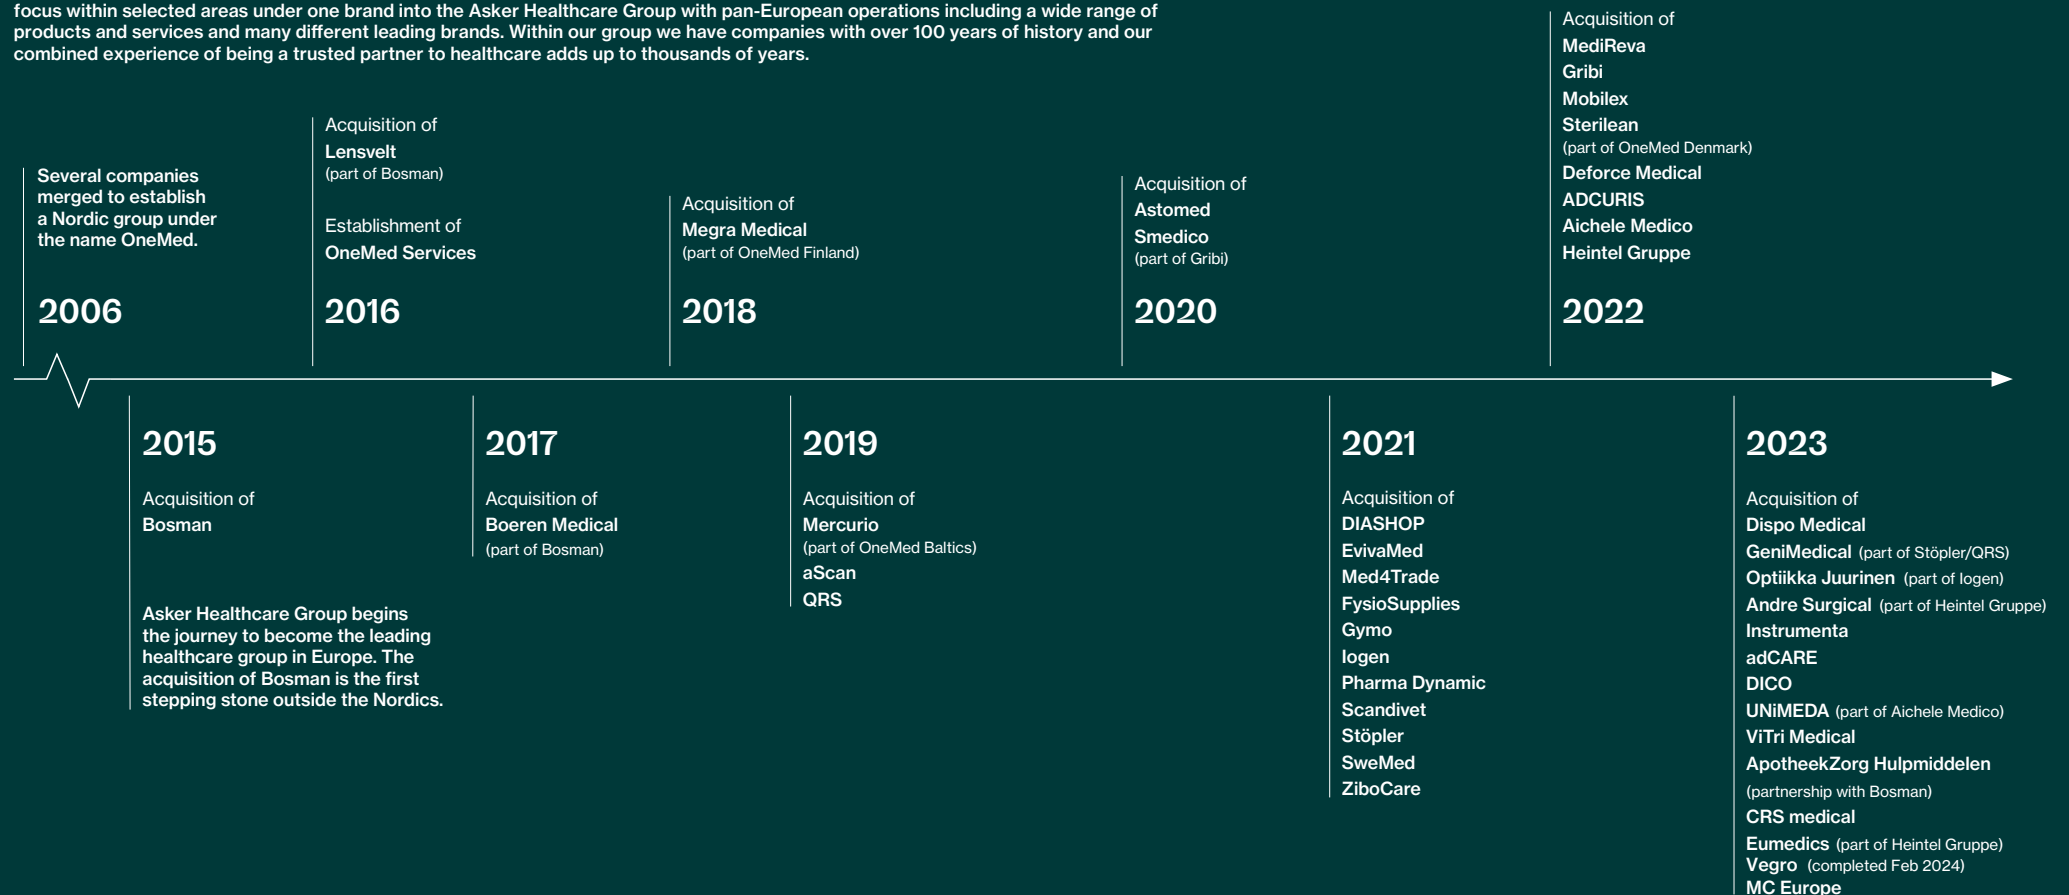 focus within selected areas under one brand into the Asker Healthcare Group with pan-European operations including a wide range of
products and services and many different leading brands. Within our group we have companies with over 100 years of history and our
combined experience of being a trusted partner to healthcare adds up to thousands of years.
Several companies
merged to establish
a Nordic group under
the name OneMed.
2006
Acquisition of
Lensvelt
(part of Bosman)
Establishment of
OneMed Services
2016
Acquisition of
Megra Medical
(part of OneMed Finland)
2018
Acquisition of
Astomed
Smedico
(part of Gribi)
2020
Acquisition of
MediReva
Gribi
Mobilex
Sterilean
(part of OneMed Denmark)
Deforce Medical
ADCURIS
Aichele Medico
Heintel Gruppe
2022
2015
Acquisition of
Bosman
Asker Healthcare Group begins
the journey to become the leading
healthcare group in Europe. The
acquisition of Bosman is the first
stepping stone outside the Nordics.
2017
Acquisition of
Boeren Medical
(part of Bosman)
2019
Acquisition of
Mercurio
(part of OneMed Baltics)
aScan
QRS
2021
Acquisition of
DIASHOP
EvivaMed
Med4Trade
FysioSupplies
Gymo
Iogen
Pharma Dynamic
Scandivet
Stöpler
SweMed
ZiboCare
2023
Acquisition of
Dispo Medical
GeniMedical (part of Stöpler/QRS)
Optiikka Juurinen (part of Iogen)
Andre Surgical (part of Heintel Gruppe)
Instrumenta
adCARE
DICO
UNiMEDA (part of Aichele Medico)
ViTri Medical
ApotheekZorg Hulpmiddelen
(partnership with Bosman)
CRS medical
Eumedics (part of Heintel Gruppe)
Vegro (completed Feb 2024)
MC Europe